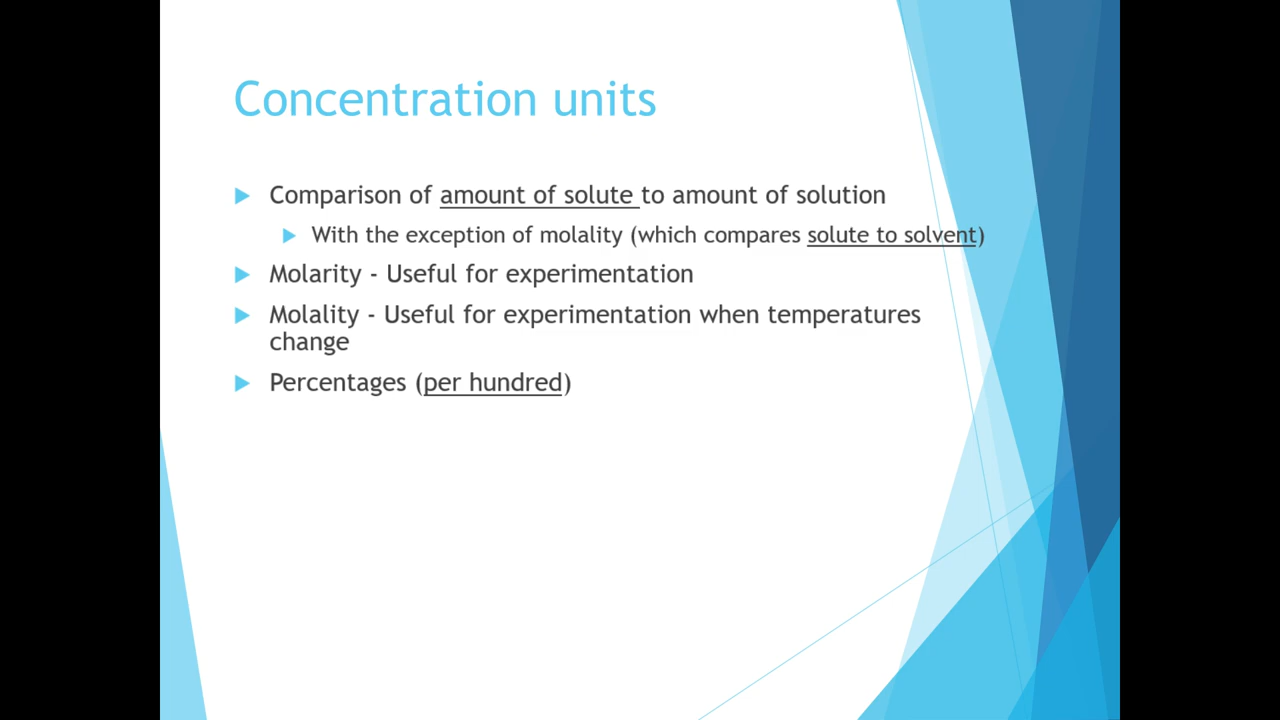 Concentration units
Comparison of amount of solute to amount of solution
With the exception of molality (which compares solute to solvent)
Molarity - Useful for experimentation
Molality - Useful for experimentation when temperatures
change
Percentages (per hundred)